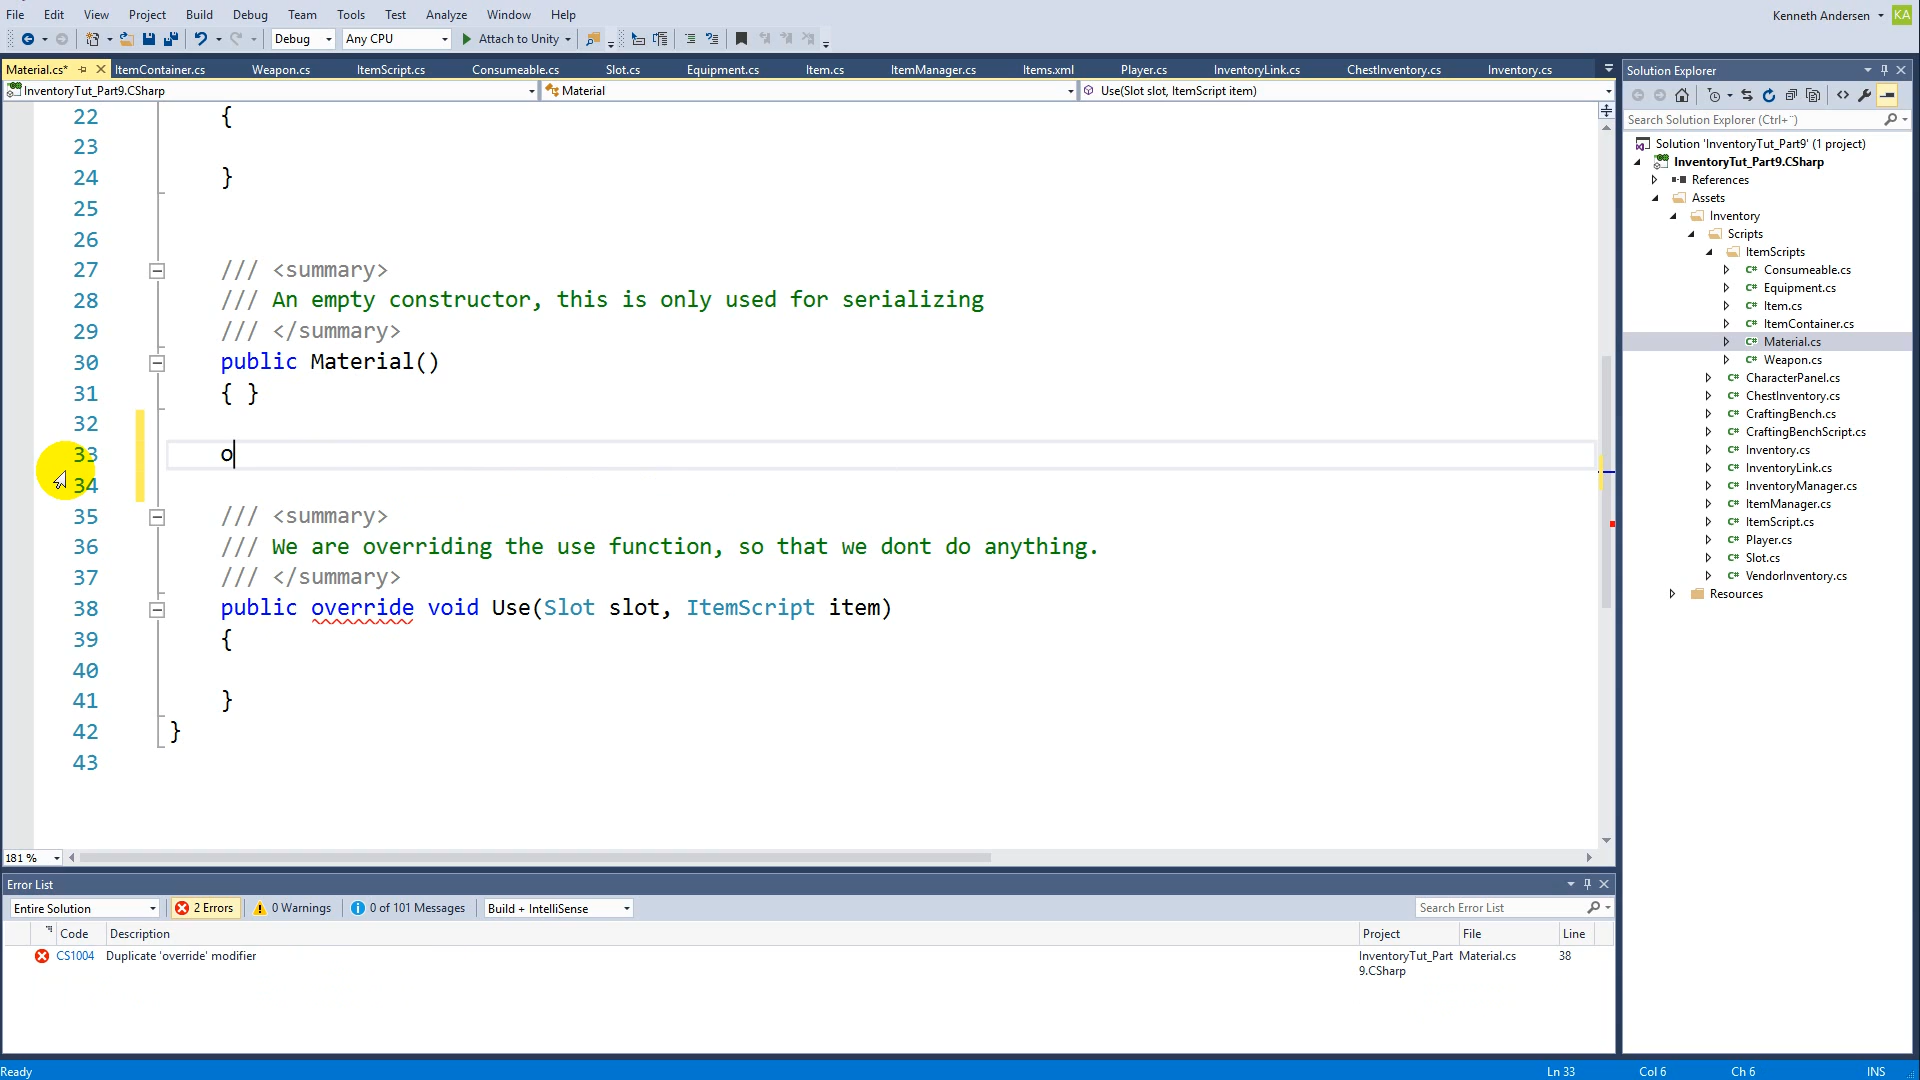 File Edit View Project Build Debug Team Tools Test Analyze Window Help
Kenneth Andersen KA
Debug Any CPU Attach to Unity
Material.cs* ItemContainer.cs Weapon.cs ItemScript.cs Consumeable.cs Slot.cs Equipment.cs Item.cs ItemManager.cs Items.xml Player.cs InventoryLink.cs ChestInventory.cs Inventory.cs
InventoryTut_Part9.CSharp Material Use(Slot slot, ItemScript item)
22 {
23
24 }
25
26
27 /// <summary>
28 /// An empty constructor, this is only used for serializing
29 /// </summary>
30 public Material()
31 { }
32
33 o
34
35 /// <summary>
36 /// We are overriding the use function, so that we dont do anything.
37 /// </summary>
38 public override void Use(Slot slot, ItemScript item)
39 {
40
41 }
42 }
43
181 %
Solution Explorer
Search Solution Explorer (Ctrl+¨)
Solution 'InventoryTut_Part9' (1 project)
InventoryTut_Part9.CSharp
References
Assets
Inventory
Scripts
ItemScripts
C# Consumeable.cs
C# Equipment.cs
C# Item.cs
C# ItemContainer.cs
C# Material.cs
C# Weapon.cs
C# CharacterPanel.cs
C# ChestInventory.cs
C# CraftingBench.cs
C# CraftingBenchScript.cs
C# Inventory.cs
C# InventoryLink.cs
C# InventoryManager.cs
C# ItemManager.cs
C# ItemScript.cs
C# Player.cs
C# Slot.cs
C# VendorInventory.cs
Resources
Error List
Entire Solution 2 Errors 0 Warnings 0 of 101 Messages Build + IntelliSense Search Error List
Code Description Project File Line
CS1004 Duplicate 'override' modifier InventoryTut_Part Material.cs 38
9.CSharp
Ready Ln 33 Col 6 Ch 6 INS